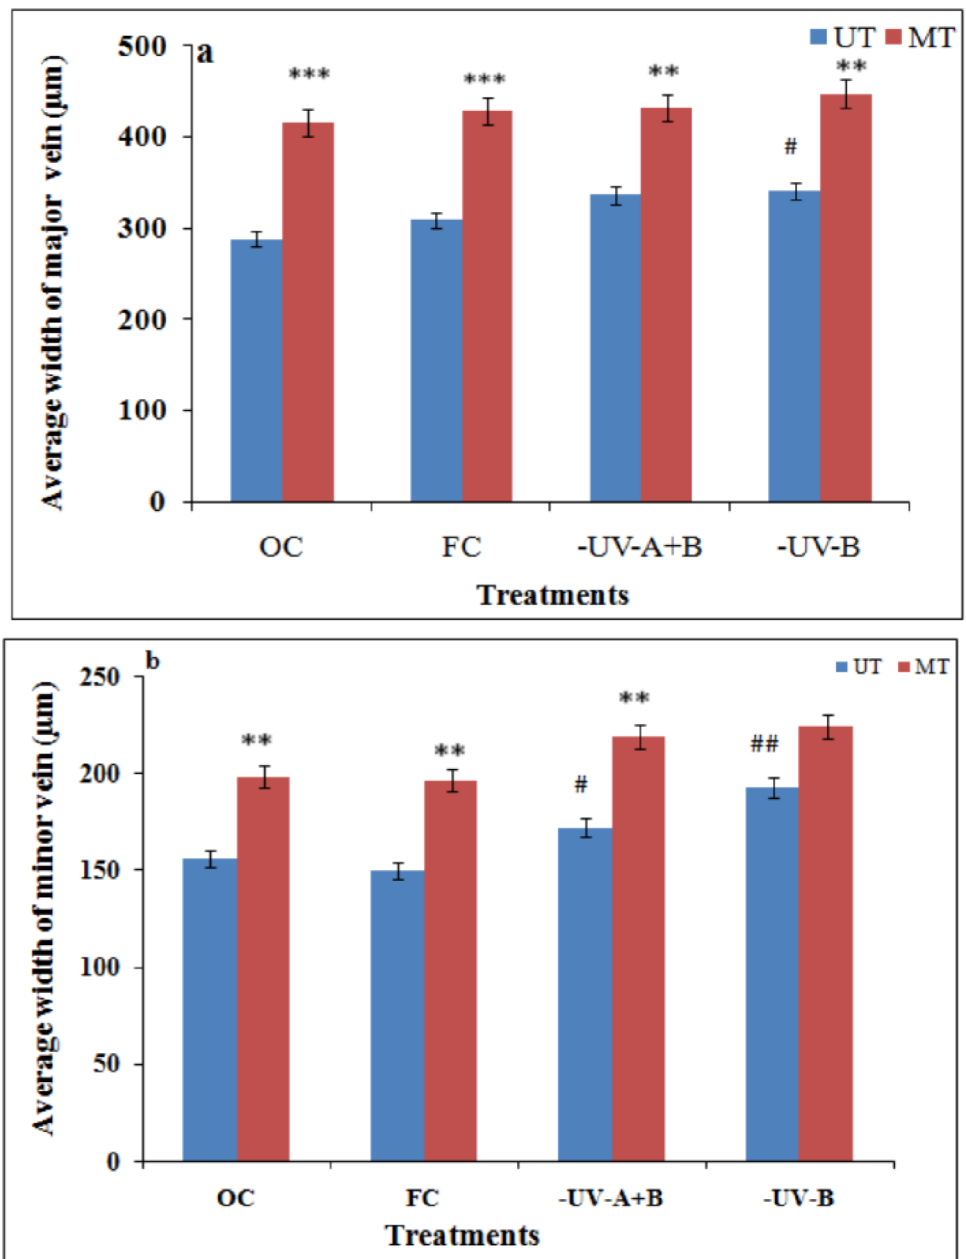 a
UT MT
Average width of major vein (µm)
500
400
300
200
100
0
***
***
**
**
#
OC FC -UV-A+B -UV-B
Treatments
b
UT MT
Average width of minor vein (µm)
250
200
150
100
50
0
**
**
**
#
##
OC FC -UV-A+B -UV-B
Treatments